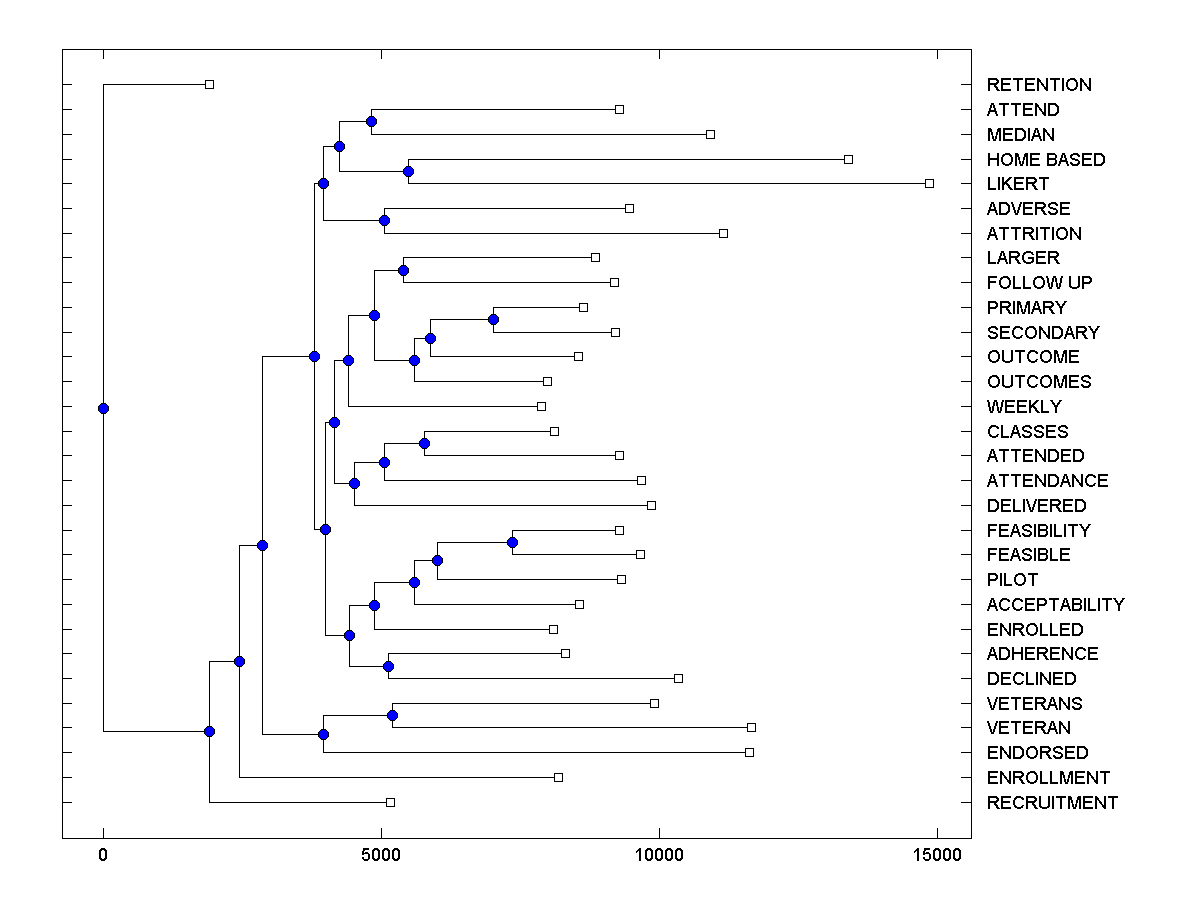 RETENTION
ATTEND
MEDIAN
HOME BASED
LIKERT
ADVERSE
ATTRITION
LARGER
FOLLOW UP
PRIMARY
SECONDARY
OUTCOME
OUTCOMES
WEEKLY
CLASSES
ATTENDED
ATTENDANCE
DELIVERED
FEASIBILITY
FEASIBLE
PILOT
ACCEPTABILITY
ENROLLED
ADHERENCE
DECLINED
VETERANS
VETERAN
ENDORSED
ENROLLMENT
RECRUITMENT
0 5000 10000 15000